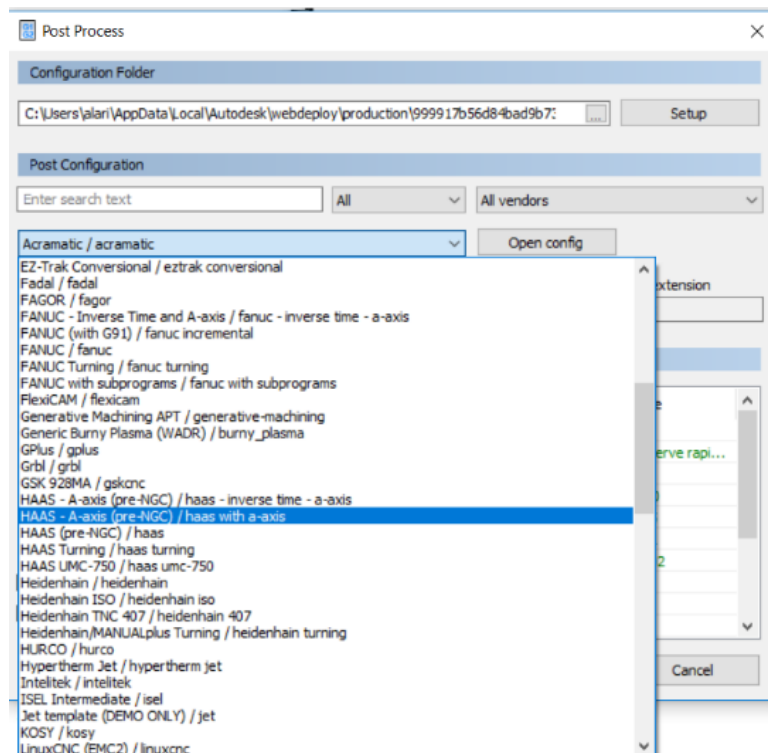 Post Process
Configuration Folder
C:\Users\alari\AppData\Local\Autodesk\webdeploy\production\999917b56d84bad9b73
...
Setup
Post Configuration
Enter search text
All
All vendors
Acramatic / acramatic
Open config
EZ-Trak Conversional / eztrak conversional
Fadal / fadal
extension
FAGOR / fagor
FANUC - Inverse Time and A-axis / fanuc - inverse time - a-axis
FANUC (with G91) / fanuc incremental
FANUC / fanuc
FANUC Turning / fanuc turning
FANUC with subprograms / fanuc with subprograms
FlexiCAM / flexicam
Generative Machining APT / generative-machining
Generic Burny Plasma (WADR) / burny_plasma
GPlus / gplus
erve rapi...
Grbl / grbl
GSK 928MA / gskcnc
HAAS - A-axis (pre-NGC) / haas - inverse time - a-axis
HAAS - A-axis (pre-NGC) / haas with a-axis
HAAS (pre-NGC) / haas
HAAS Turning / haas turning
HAAS UMC-750 / haas umc-750
2
Heidenhain / heidenhain
Heidenhain ISO / heidenhain iso
Heidenhain TNC 407 / heidenhain 407
Heidenhain/MANUALplus Turning / heidenhain turning
HURCO / hurco
Hypertherm Jet / hypertherm jet
Cancel
Intelitek / intelitek
ISEL Intermediate / isel
Jet template (DEMO ONLY) / jet
KOSY / kosy
LinuxCNC (EMC2) / linuxcnc